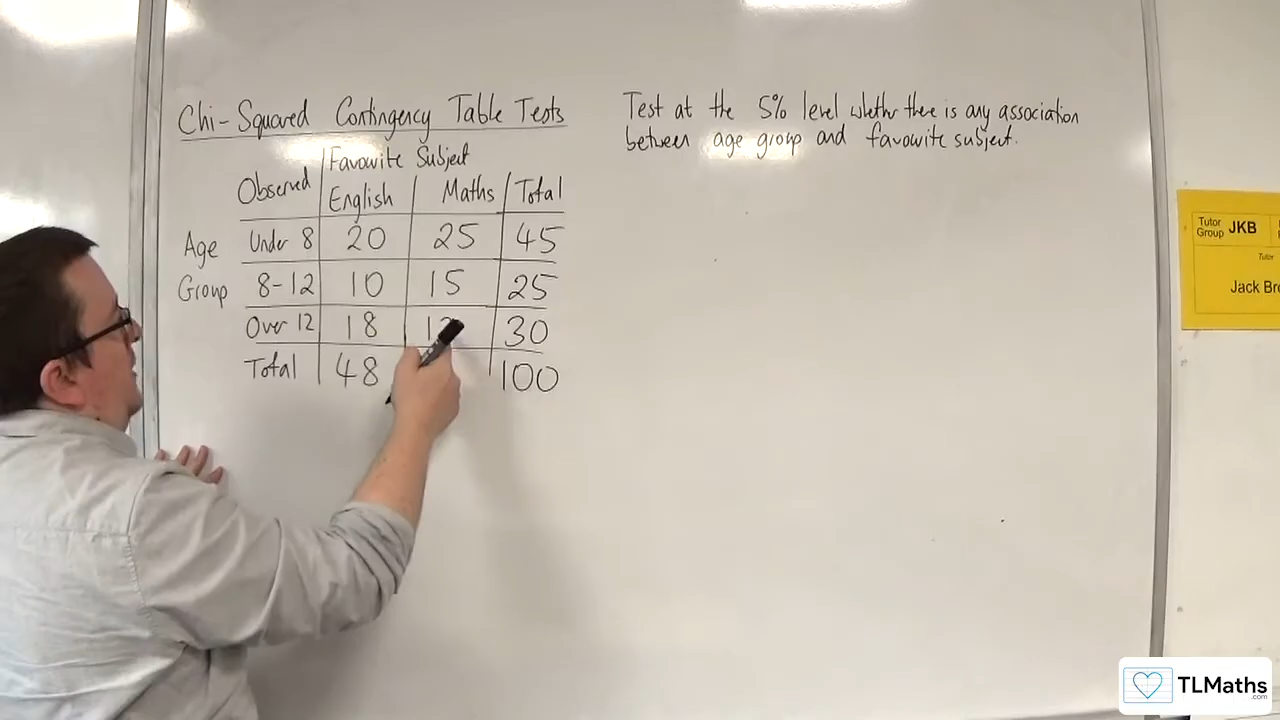 Chi-Squared Contingency Table Tests
Test at the 5% level whether there is any association
between age group and favourite subject.
Favourite Subject
Observed English Maths Total
Age
Group
Under 8 20 25 45
8-12 10 15 25
Over 12 18 30
Total 48 100
Tutor
Group JKB
Tutor
Jack
TLMaths
.com